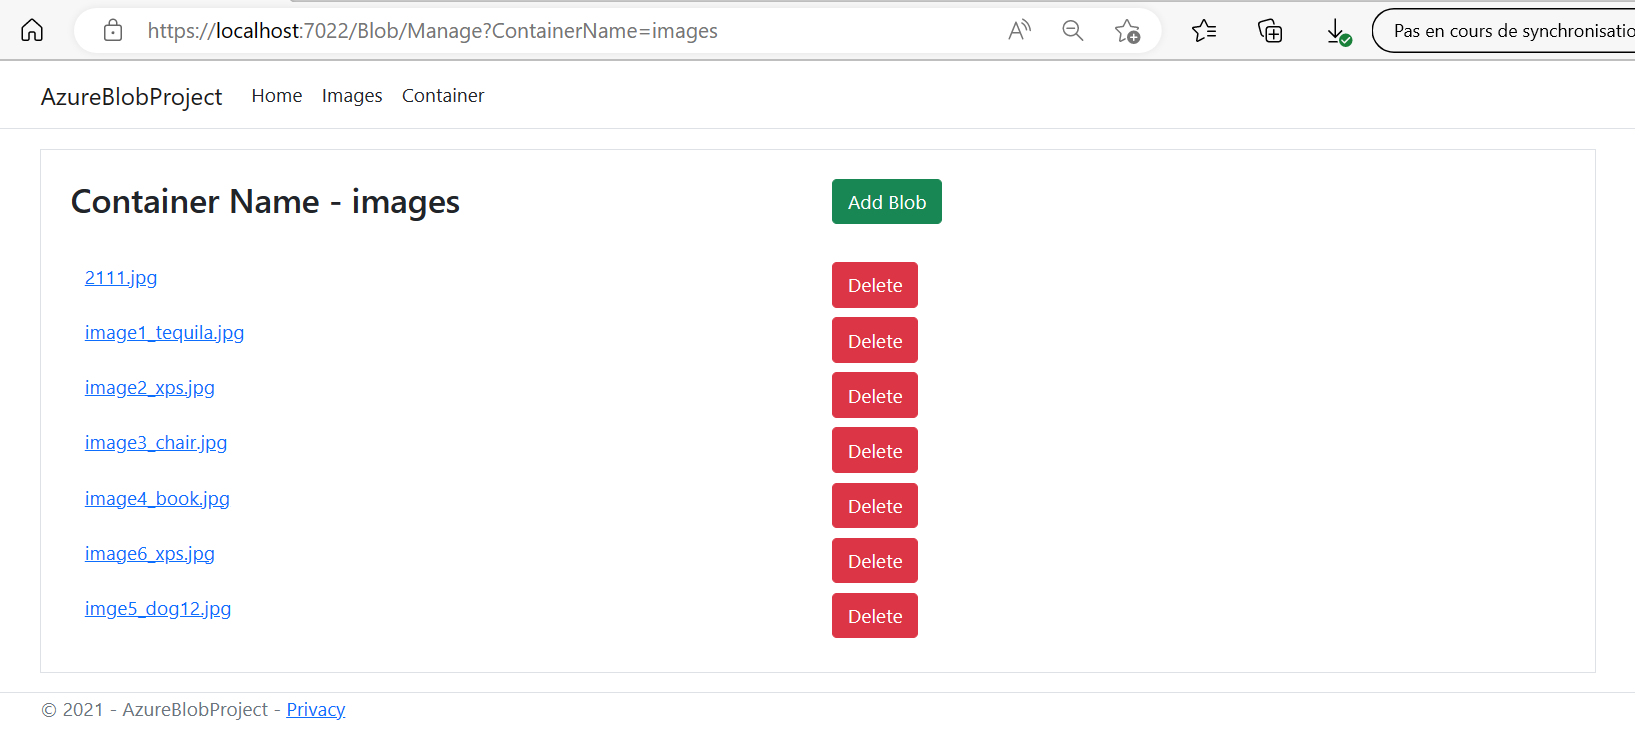 https://localhost:7022/Blob/Manage?ContainerName=images
Pas en cours de synchronisatio
AzureBlobProject Home Images Container
Container Name - images Add Blob
2111.jpg Delete
image1_tequila.jpg Delete
image2_xps.jpg Delete
image3_chair.jpg Delete
image4_book.jpg Delete
image6_xps.jpg Delete
imge5_dog12.jpg Delete
© 2021 - AzureBlobProject - Privacy